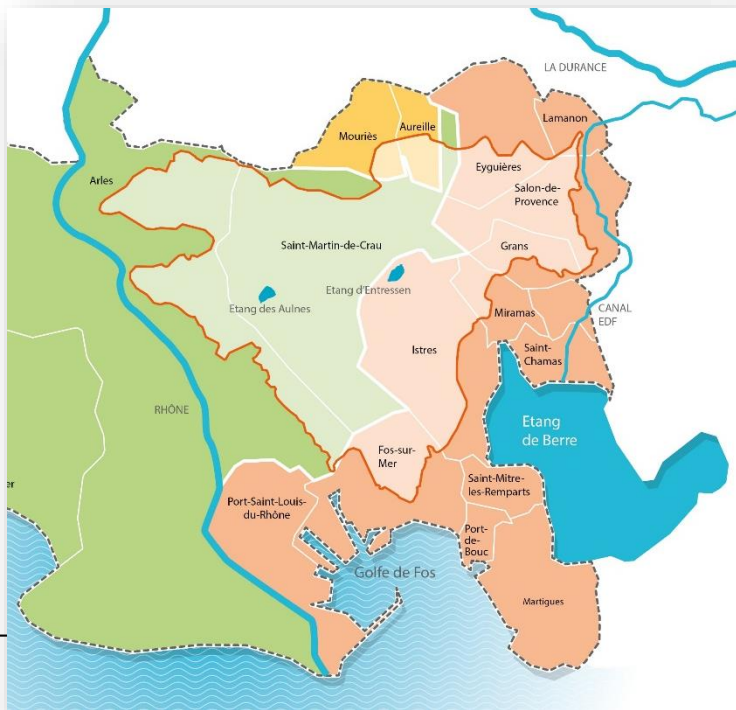 LA DURANCE
Lamanon
Aureille
Mouriès
Eyguières
Arles
Salon-de-
Provence
Saint-Martin-de-Crau
Grans
Etang d'Entressen
Etang des Aulnes
Miramas
CANAL
EDF
Saint-
Chamas
Istres
RHÔNE
Etang
de Berre
Fos-sur-
Mer
Saint-Mitre-
les-Remparts
er
Port-Saint-Louis-
du-Rhône
Port-
de-
Bouc
Golfe de Fos
Martigues